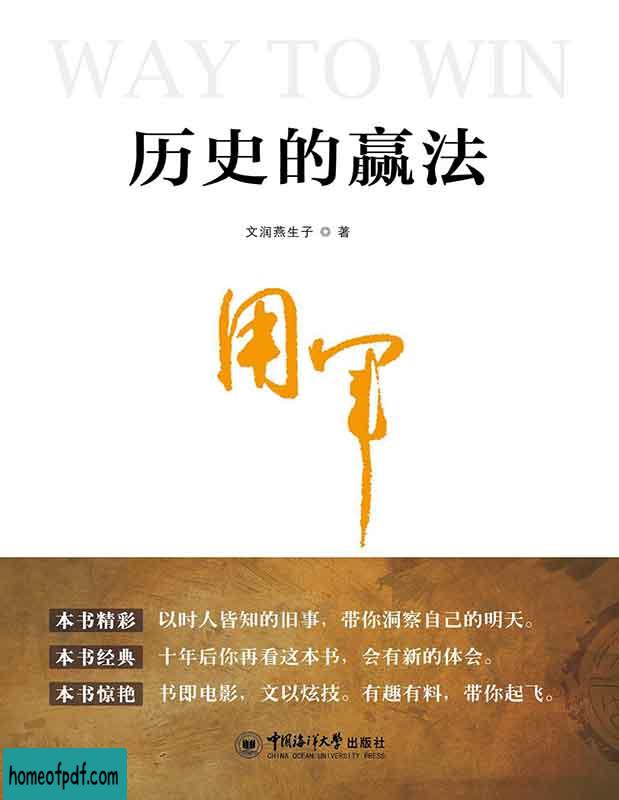 WAY TO WIN
历史的赢法
文润燕生子 ◎ 著
用军
本书精彩 以时人皆知的旧事，带你洞察自己的明天。
本书经典 十年后你再看这本书，会有新的体会。
本书惊艳 书即电影，文以炫技。有趣有料，带你起飞。
中国海洋大学出版社
CHINA OCEAN UNIVERSITY PRESS
homeofpdf.com